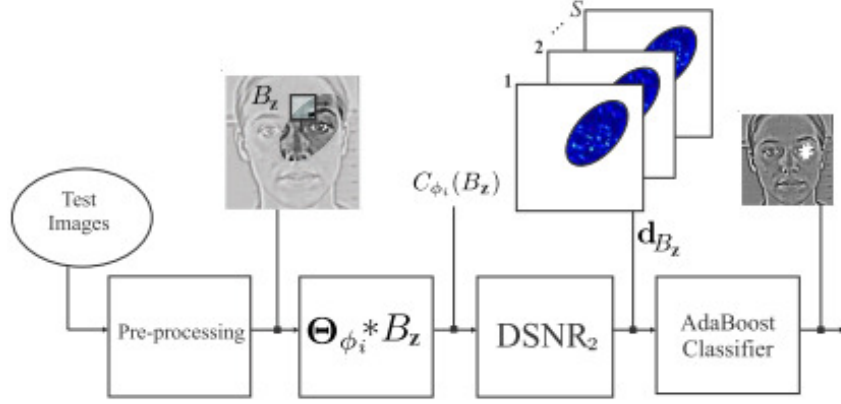 S
...
2
1
B_z
C_{ϕ_i}(B_z)
Test
Images
d_{B_z}
Pre-processing
Θ_{ϕ_i} * B_z
DSNR₂
AdaBoost
Classifier